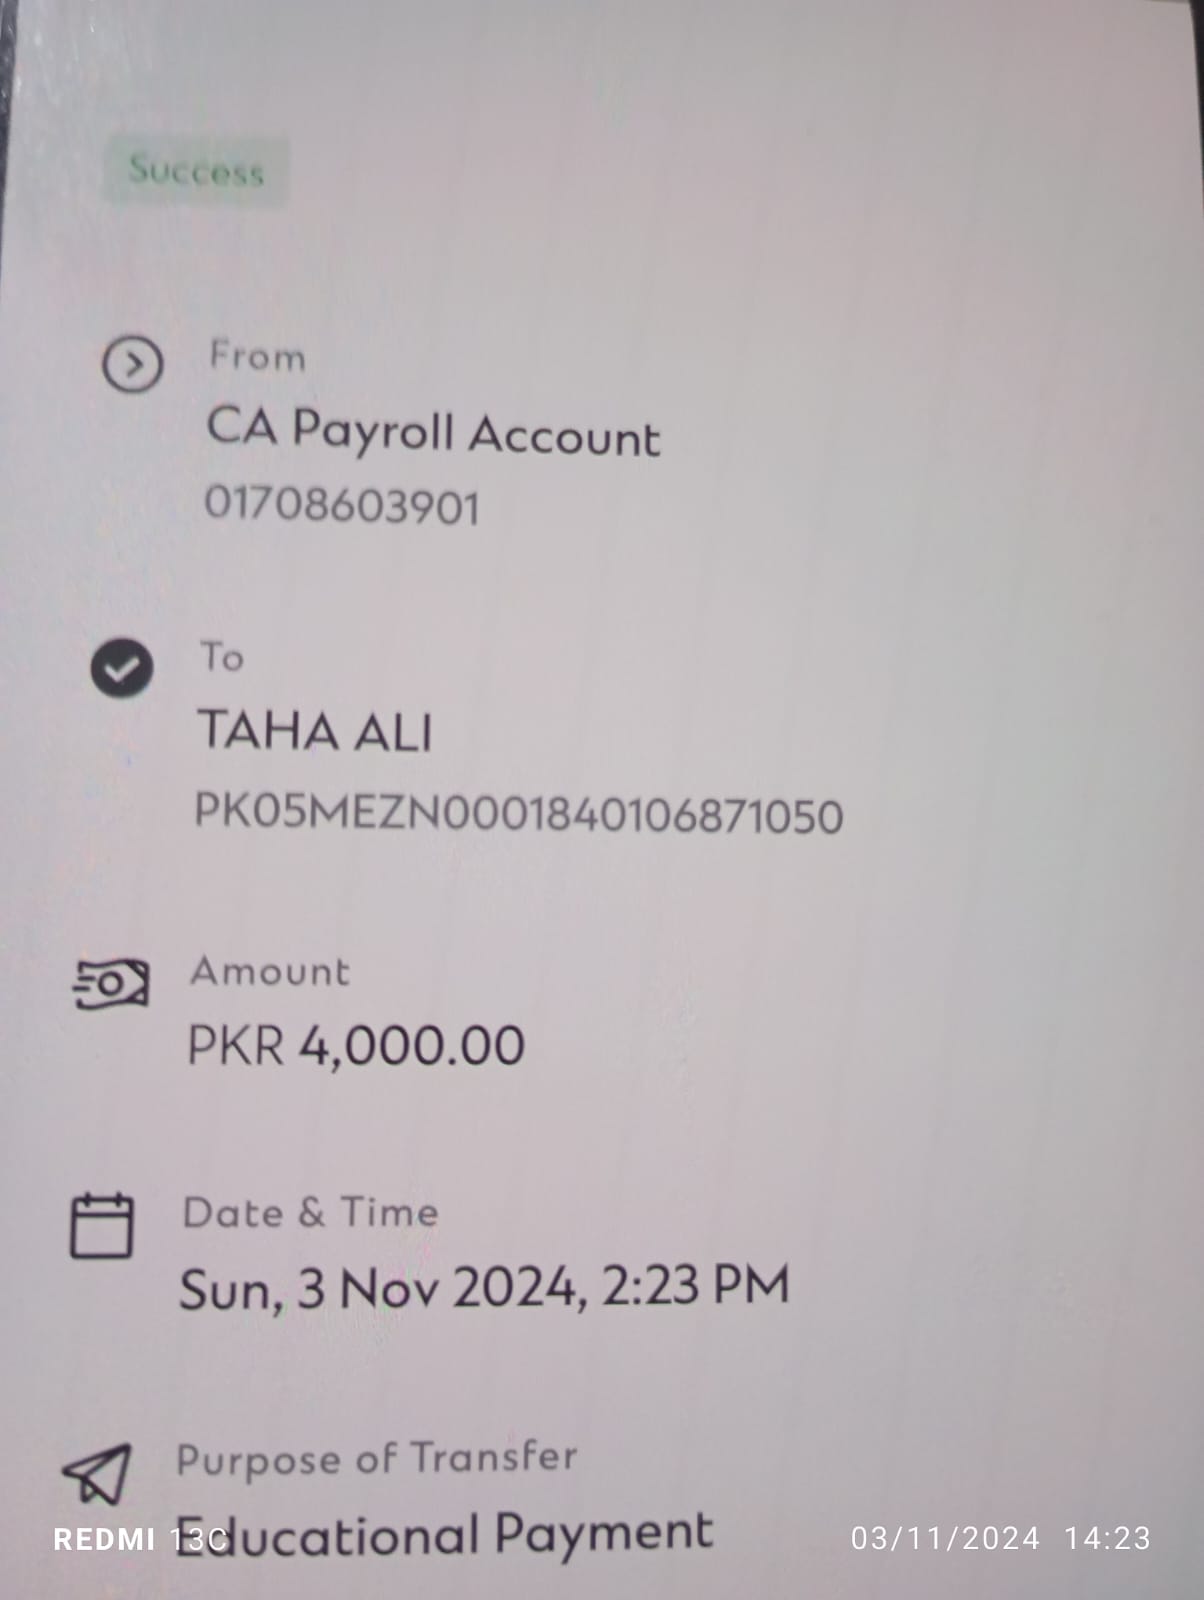 Success
From
CA Payroll Account
01708603901
To
TAHA ALI
PK05MEZN0001840106871050
Amount
PKR 4,000.00
Date & Time
Sun, 3 Nov 2024, 2:23 PM
Purpose of Transfer
Educational Payment
REDMI 13C
03/11/2024 14:23